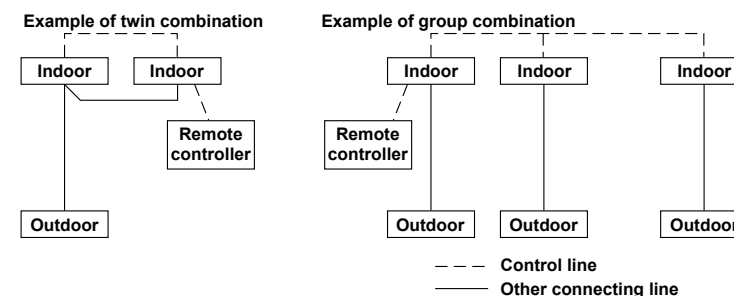 Example of twin combination
Indoor
Indoor
Remote
controller
Outdoor
Example of group combination
Indoor
Indoor
Indoor
Remote
controller
Outdoor
Outdoor
Outdoor
Control line
Other connecting line